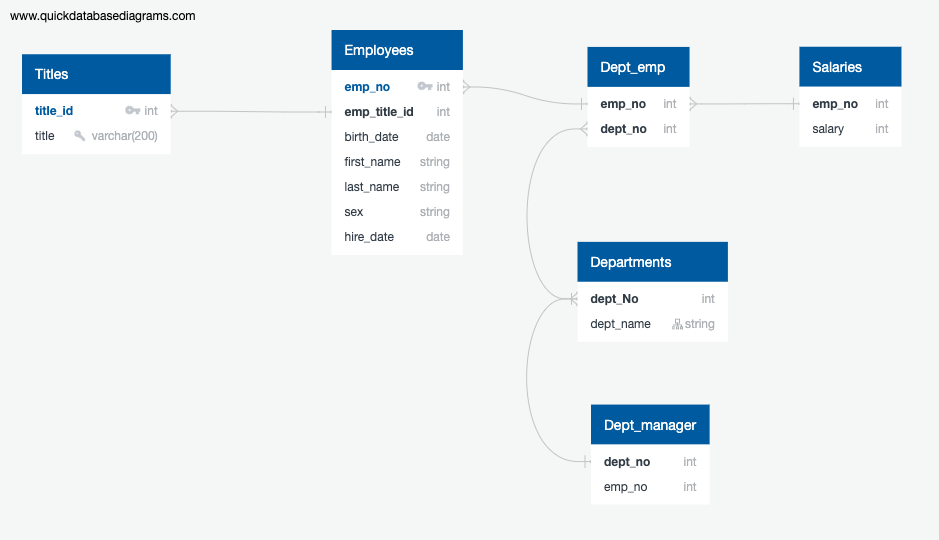 www.quickdatabasediagrams.com
Titles
title_id int
title varchar(200)
Employees
emp_no int
emp_title_id int
birth_date date
first_name string
last_name string
sex string
hire_date date
Dept_emp
emp_no int
dept_no int
Salaries
emp_no int
salary int
Departments
dept_No int
dept_name string
Dept_manager
dept_no int
emp_no int